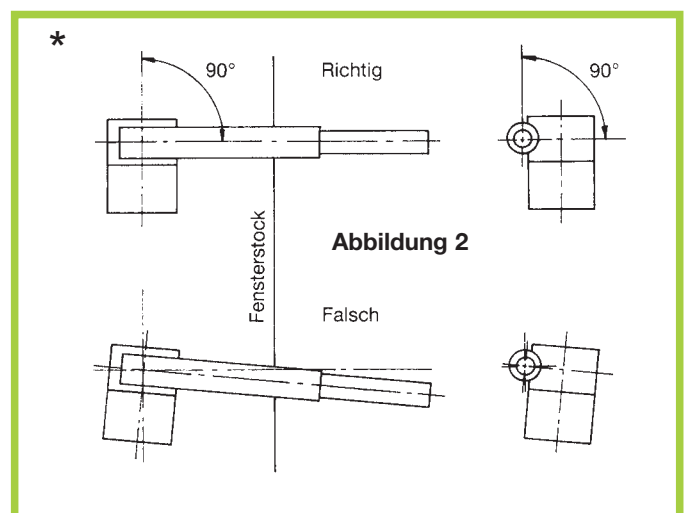 *
90°
Richtig
90°
Fensterstock
Abbildung 2
Falsch